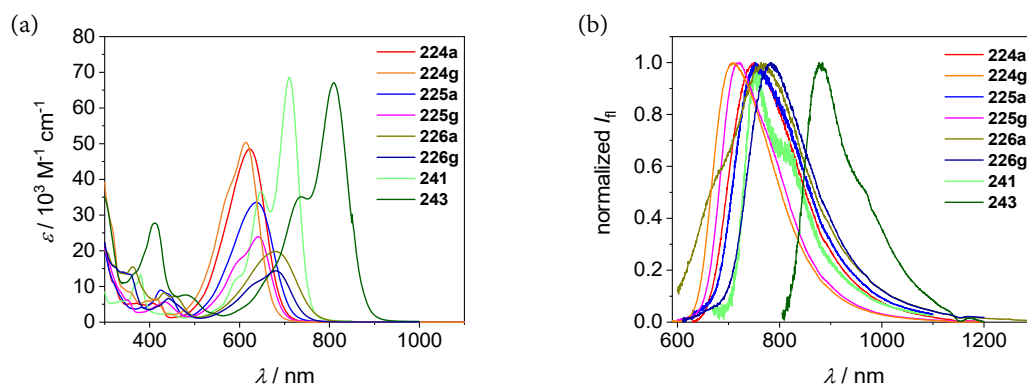 (a)
ε / 10³ M⁻¹ cm⁻¹
80
70
60
50
40
30
20
10
0
400 600 800 1000
λ / nm
224a
224g
225a
225g
226a
226g
241
243
(b)
normalized I_fl
1.0
0.8
0.6
0.4
0.2
0.0
600 800 1000 1200
λ / nm
224a
224g
225a
225g
226a
226g
241
243